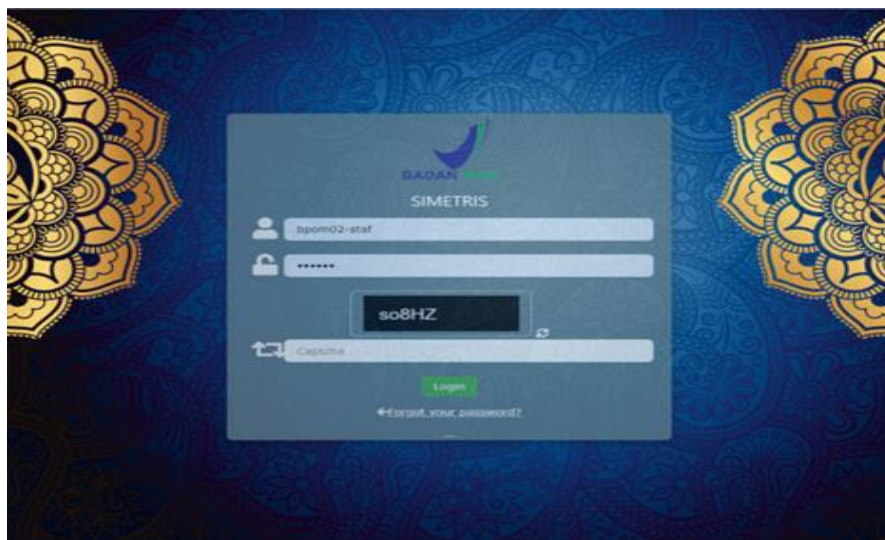 BADAN
SIMETRIS
bpom02-staf
••••••
so8HZ
Captcha
Login
Forgot your password?